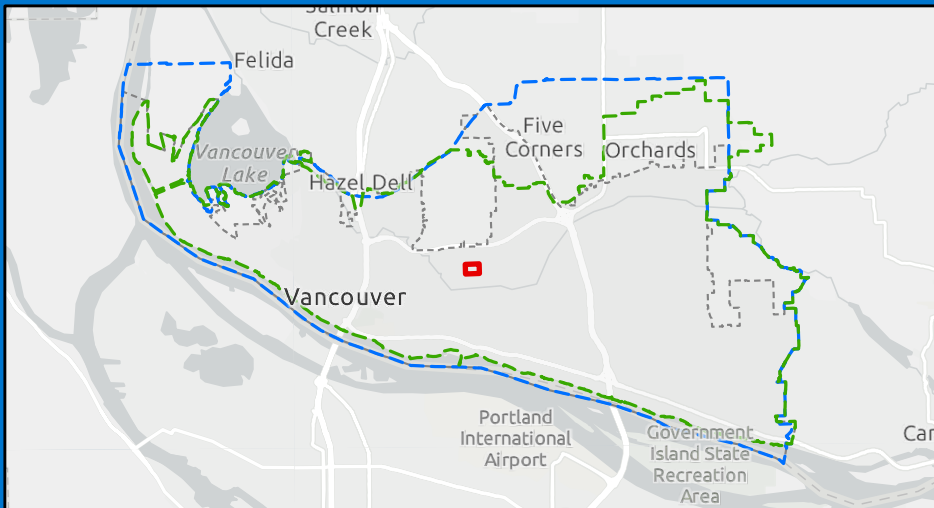 Salmon
Creek
Felida
Five
Corners
Orchards
Vancouver
Lake
Hazel Dell
Vancouver
Portland
International
Airport
Government
Island State
Recreation
Area